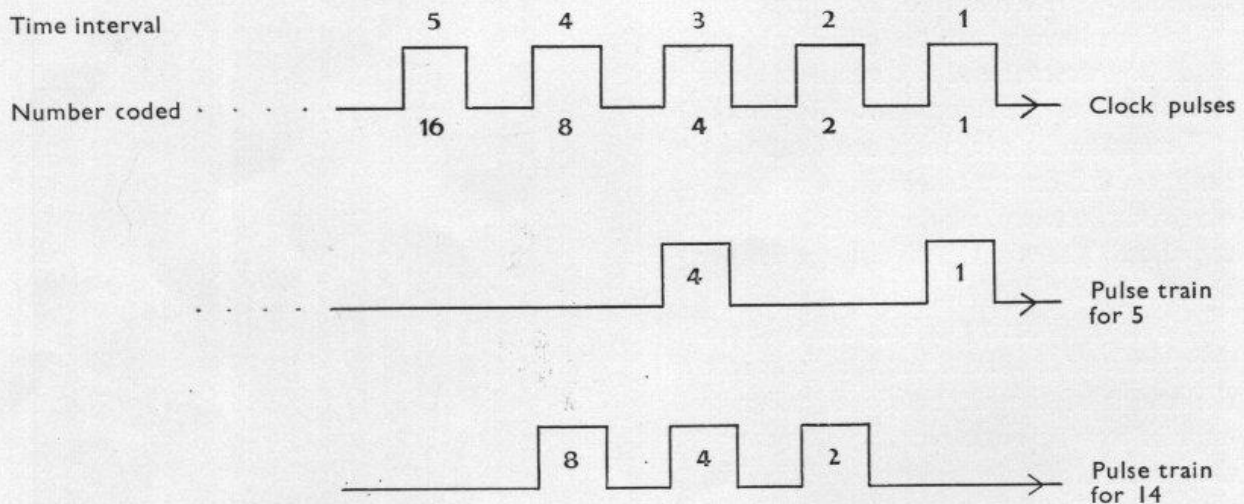 Time interval 5 4 3 2 1
Number coded . . . . . Clock pulses
16 8 4 2 1
4 1
Pulse train
for 5
8 4 2
Pulse train
for 14